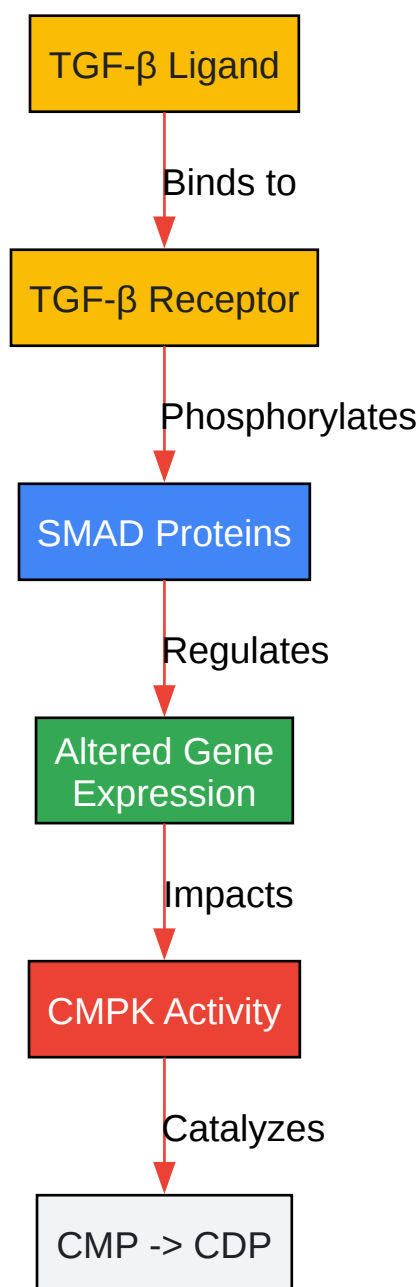 TGF-β Ligand
Binds to
TGF-β Receptor
Phosphorylates
SMAD Proteins
Regulates
Altered Gene
Expression
Impacts
CMPK Activity
Catalyzes
CMP -> CDP